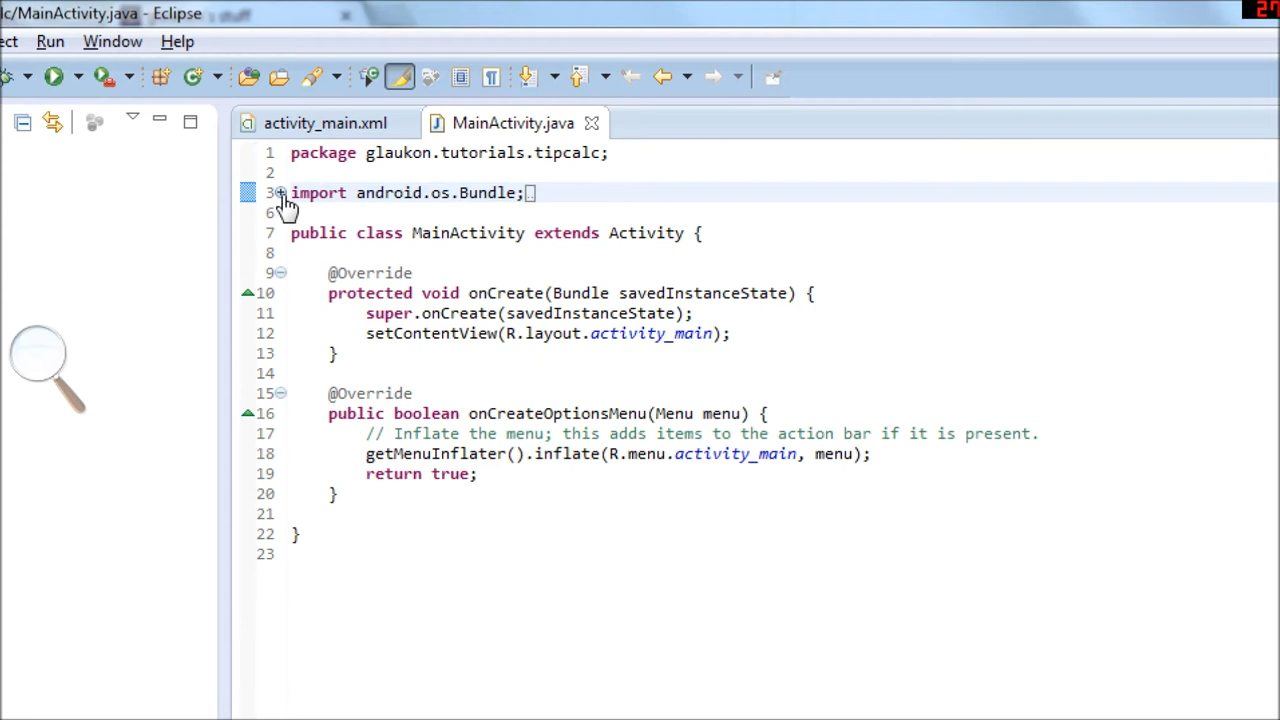 lc/MainActivity.java - Eclipse
ect Run Window Help
activity_main.xml MainActivity.java
1 package glaukon.tutorials.tipcalc;
2
3 import android.os.Bundle;
6
7 public class MainActivity extends Activity {
8
9 @Override
10 protected void onCreate(Bundle savedInstanceState) {
11 super.onCreate(savedInstanceState);
12 setContentView(R.layout.activity_main);
13 }
14
15 @Override
16 public boolean onCreateOptionsMenu(Menu menu) {
17 // Inflate the menu; this adds items to the action bar if it is present.
18 getMenuInflater().inflate(R.menu.activity_main, menu);
19 return true;
20 }
21
22 }
23